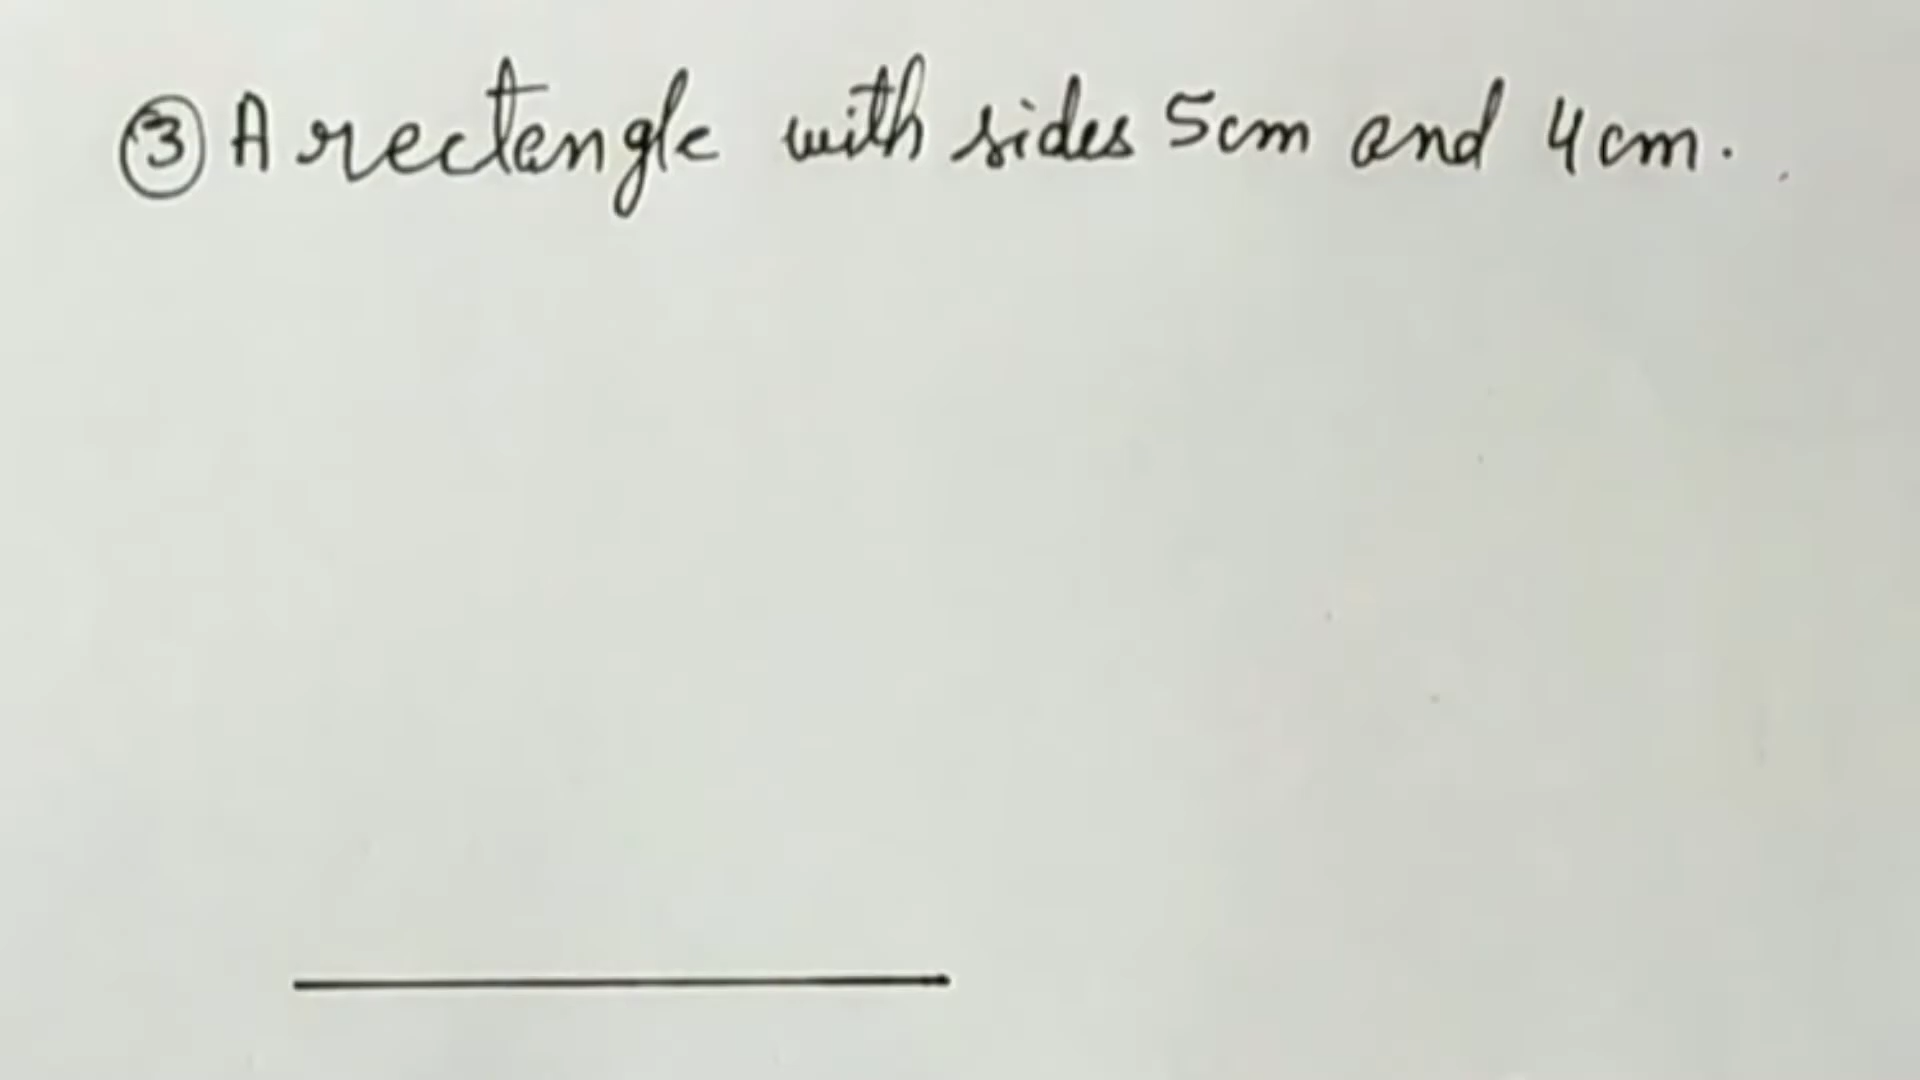 ③ A rectangle with sides 5cm and 4cm.